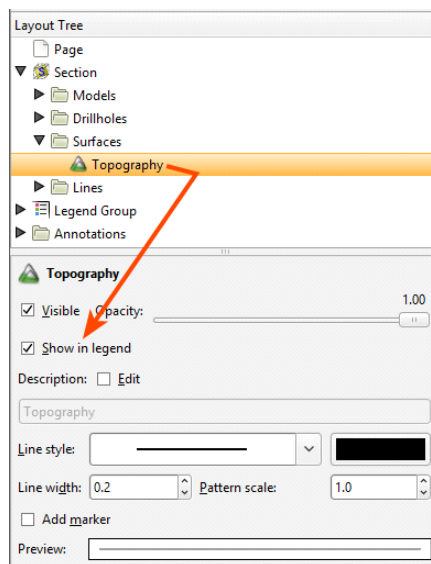 Layout Tree
Page
Section
Models
Drillholes
Surfaces
Topography
Lines
Legend Group
Annotations
Topography
Visible Opacity: 1.00
Show in legend
Description: Edit
Topography
Line style:
Line width: 0.2 Pattern scale: 1.0
Add marker
Preview: